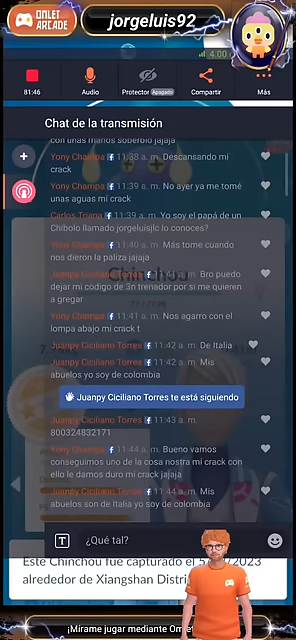 OMLET
ARCADE
jorgeluis92
4.00
81:46
Audio
Protector Apagado
Compartir
Más
Chat de la transmisión
con unas manos soberbio jajaja
Yony Champa 11:38 a. m. Descansando mi
crack
Yony Champa 11:39 a. m. No ayer ya me tomé
unas aguas mi crack
Carlos Triana 11:39 a. m. Yo soy el papá de un
Chibolo llamado jorgeluisjlc lo conoces?
Yony Champa 11:40 a. m. Más tome cuando
nos dieron la paliza jajaja
Chinchou
Juanpy Ciciliano Torres 11:41 a. m. Bro puedo
dejar mi código de 3n trenador por si me quieren
a gregar
Yony Champa 11:41 a. m. Nos agarro con el
lompa abajo mi crack t
Juanpy Ciciliano Torres 11:42 a. m. De Italia
Juanpy Ciciliano Torres 11:42 a. m. Mis
abuelos yo soy de colombia
Juanpy Ciciliano Torres te está siguiendo
Juanpy Ciciliano Torres 11:43 a. m.
800324832171
Yony Champa 11:44 a. m. Bueno vamos
conseguimos uno de la cosa nostra mi crack con
ello le damos duro mi crack jajaja
Juanpy Ciciliano Torres 11:44 a. m. Mis
abuelos son de Italia yo soy de colombia
¿Qué tal?
Este Chinchou fue capturado el 5/ /2023
alrededor de Xiangshan Distri
¡Mírame jugar mediante Omlet